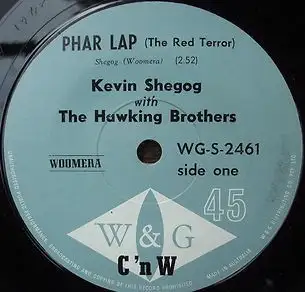 PHAR LAP (The Red Terror)
Shegog (Woomera) (2.52)
Kevin Shegog
with
The Hawking Brothers
WOOMERA
WG-S-2461
side one
45
W & G
C'nW
MADE IN AUSTRALIA